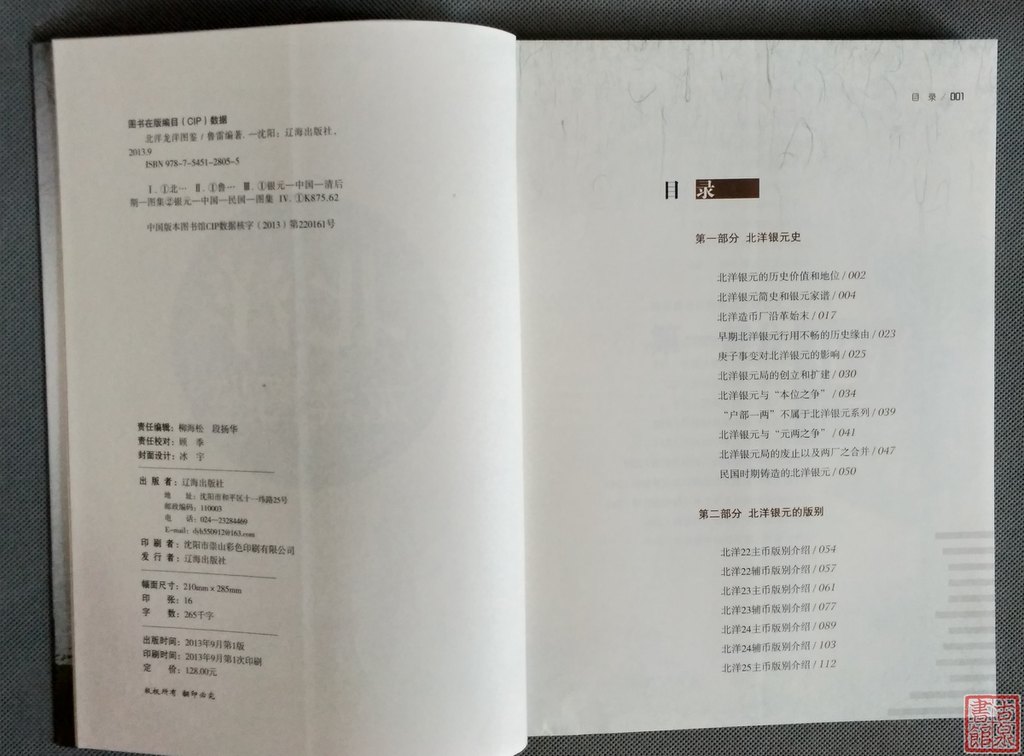 图书在版编目(CIP)数据
北洋龙洋图鉴/鲁雷编著.—沈阳:辽海出版社,
2013.9
ISBN 978-7-5451-2805-5
Ⅰ.①北… Ⅱ.①鲁… Ⅲ.①银元—中国—清后
期—图集②银元—中国—民国—图集 Ⅳ.①K875.62
中国版本图书馆CIP数据核字(2013)第220161号
责任编辑:柳海松 段扬华
责任校对:顾 季
封面设计:冰 宇
出 版 者:辽海出版社
地 址:沈阳市和平区十一纬路25号
邮政编码:110003
电 话:024—23284469
E-mail:dyh550912@163.com
印 刷 者:沈阳市崇山彩色印刷有限公司
发 行 者:辽海出版社
幅面尺寸:210mm×285mm
印 张:16
字 数:265千字
出版时间:2013年9月第1版
印刷时间:2013年9月第1次印刷
定 价:128.00元
版权所有 翻印必究
目 录 / 001
目 录
第一部分 北洋银元史
北洋银元的历史价值和地位 / 002
北洋银元简史和银元家谱 / 004
北洋造币厂沿革始末 / 017
早期北洋银元行用不畅的历史缘由 / 023
庚子事变对北洋银元的影响 / 025
北洋银元局的创立和扩建 / 030
北洋银元与“本位之争” / 034
“户部一两”不属于北洋银元系列 / 039
北洋银元与“元两之争” / 041
北洋银元局的废止以及两厂之合并 / 047
民国时期铸造的北洋银元 / 050
第二部分 北洋银元的版别
北洋22主币版别介绍 / 054
北洋22辅币版别介绍 / 057
北洋23主币版别介绍 / 061
北洋23辅币版别介绍 / 077
北洋24主币版别介绍 / 089
北洋24辅币版别介绍 / 103
北洋25主币版别介绍 / 112